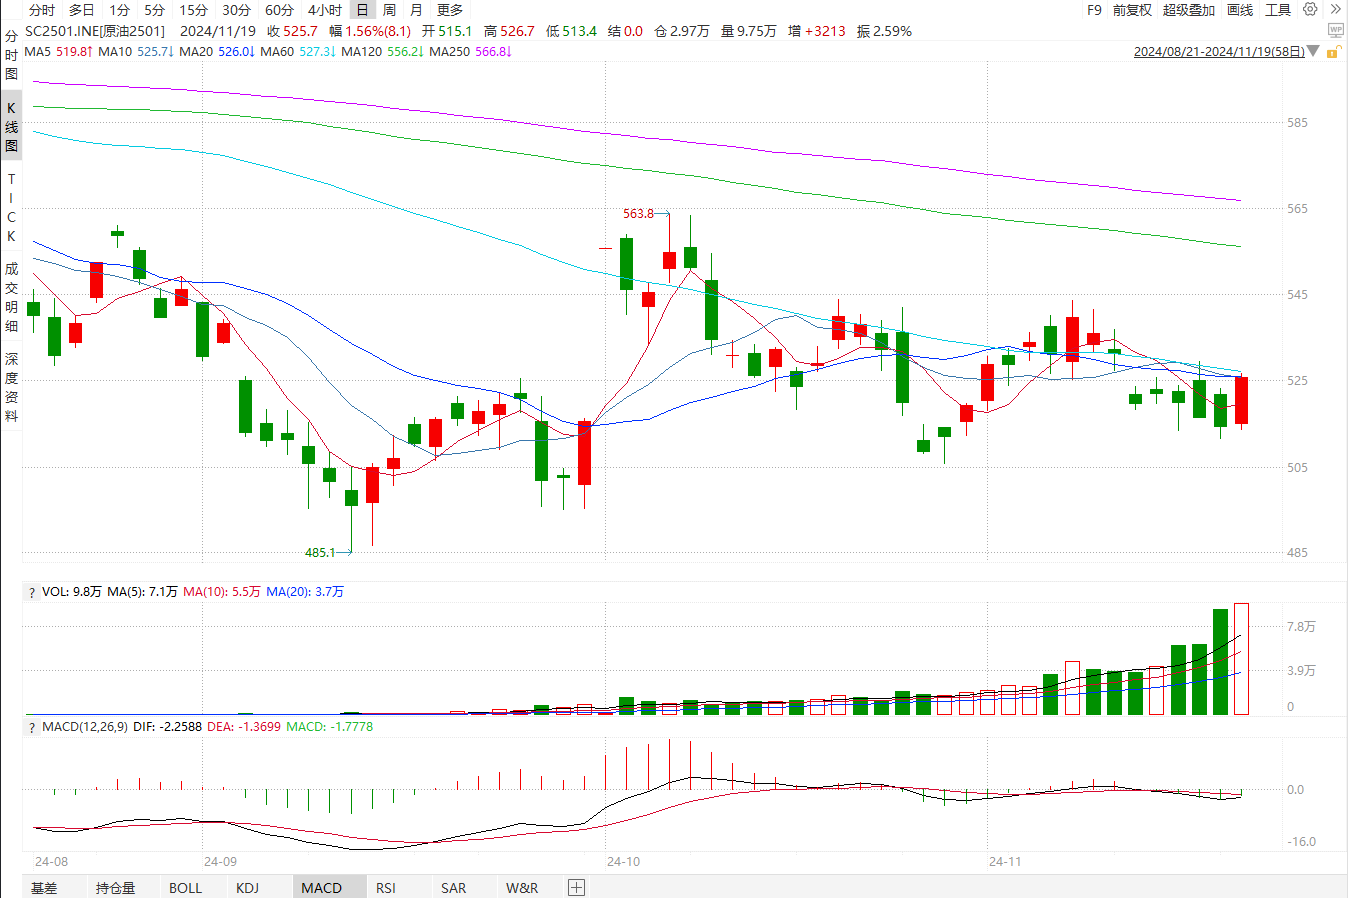 分时 多日 1分 5分 15分 30分 60分 4小时 日 周 月 更多 F9 前复权 超级叠加 画线 工具
SC2501.INE[原油2501] 2024/11/19 收 525.7 幅 1.56%(8.1) 开 515.1 高 526.7 低 513.4 结 0.0 仓 2.97万 量 9.75万 增 +3213 振 2.59%
WP
MA5 519.8↑ MA10 525.7↓ MA20 526.0↓ MA60 527.3↓ MA120 556.2↓ MA250 566.8↓ 2024/08/21-2024/11/19(58日)
分时图
K线图
TICK
成交明细
深度资料
585
565
563.8
545
525
505
485
485.1
? VOL: 9.8万 MA(5): 7.1万 MA(10): 5.5万 MA(20): 3.7万
7.8万
3.9万
0
? MACD(12,26,9) DIF: -2.2588 DEA: -1.3699 MACD: -1.7778
0.0
-16.0
24-08 24-09 24-10 24-11
基差 持仓量 BOLL KDJ MACD RSI SAR W&R